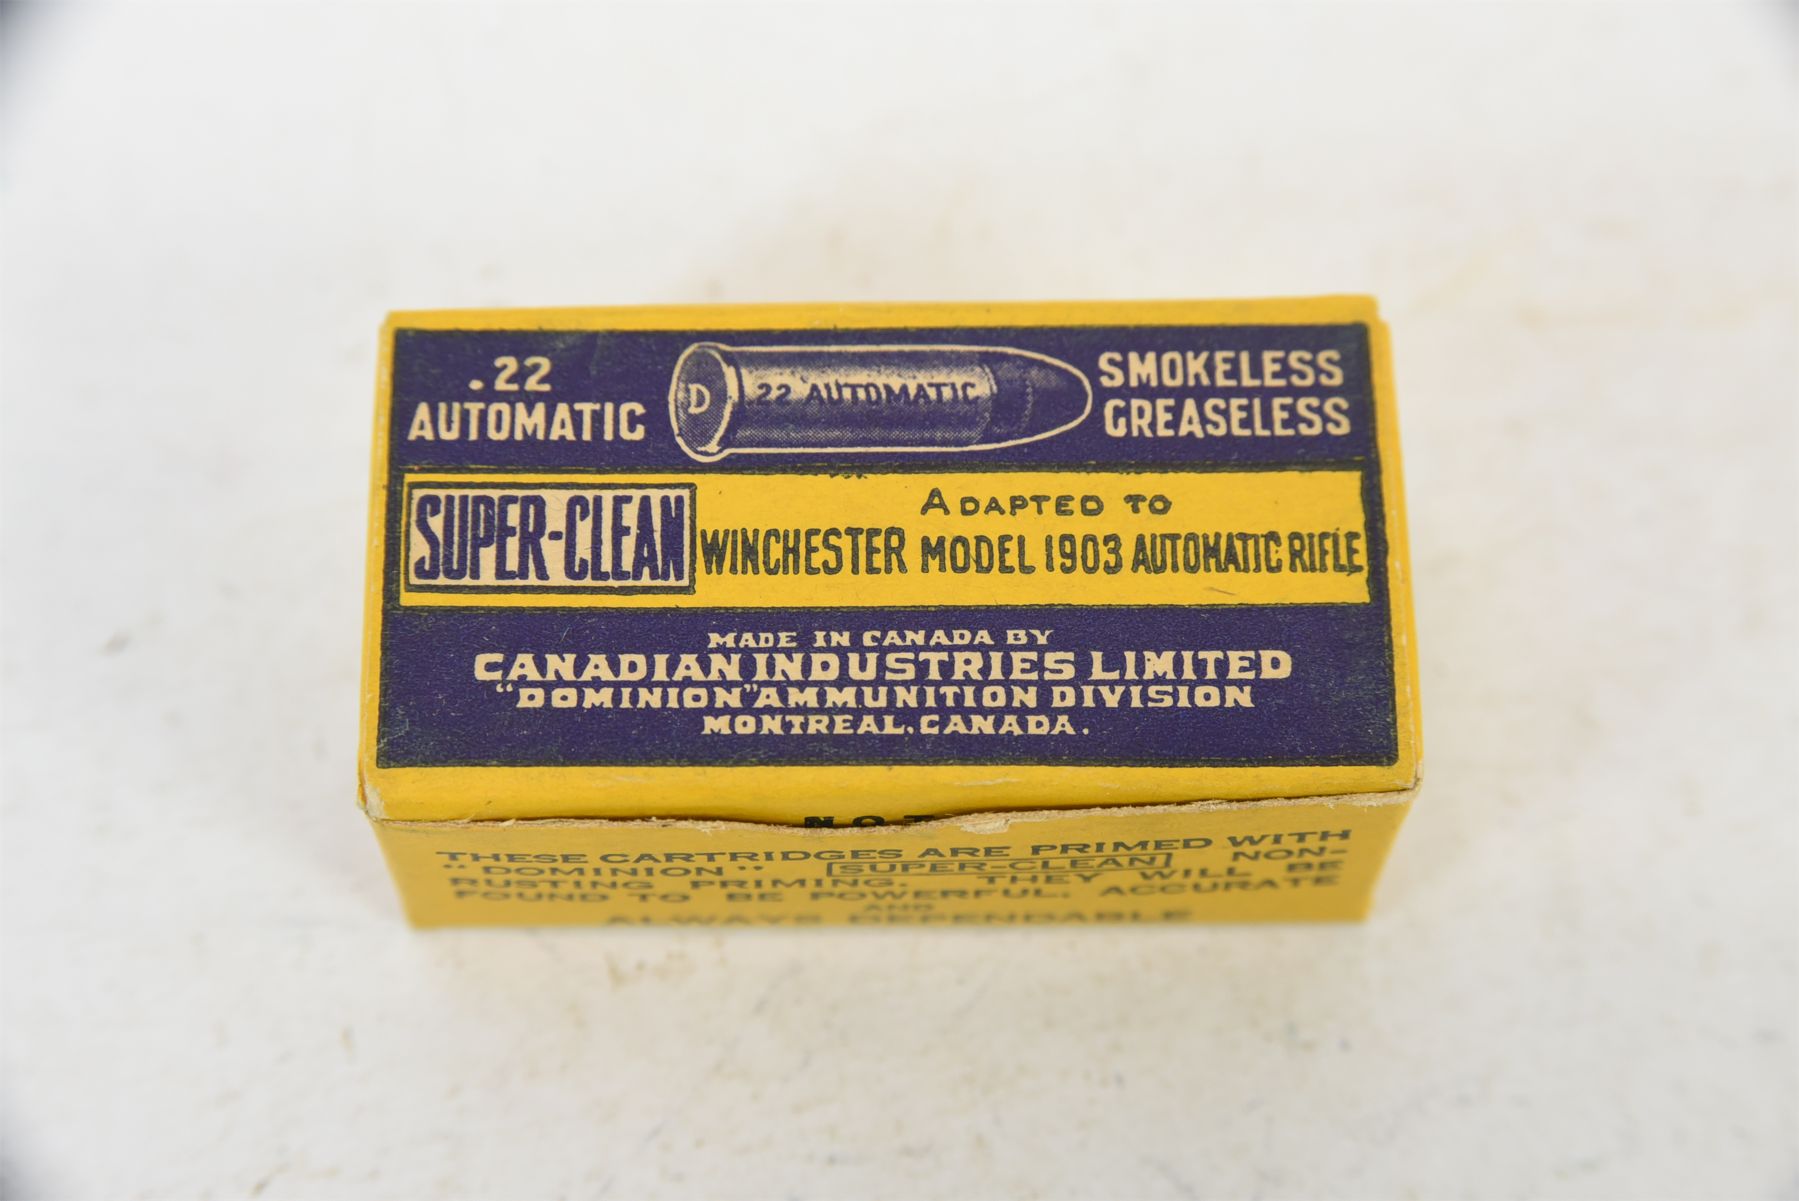 .22
AUTOMATIC
D
22 AUTOMATIC
SMOKELESS
GREASELESS
SUPER-CLEAN
ADAPTED TO
WINCHESTER MODEL 1903 AUTOMATIC RIFLE
MADE IN CANADA BY
CANADIAN INDUSTRIES LIMITED
"DOMINION" AMMUNITION DIVISION
MONTREAL, CANADA.
THESE CARTRIDGES ARE PRIMED WITH
"DOMINION" SUPER-CLEAN NON-
RUSTING PRIMING. THEY WILL BE
FOUND TO BE POWERFUL, ACCURATE
AND
ALWAYS DEPENDABLE